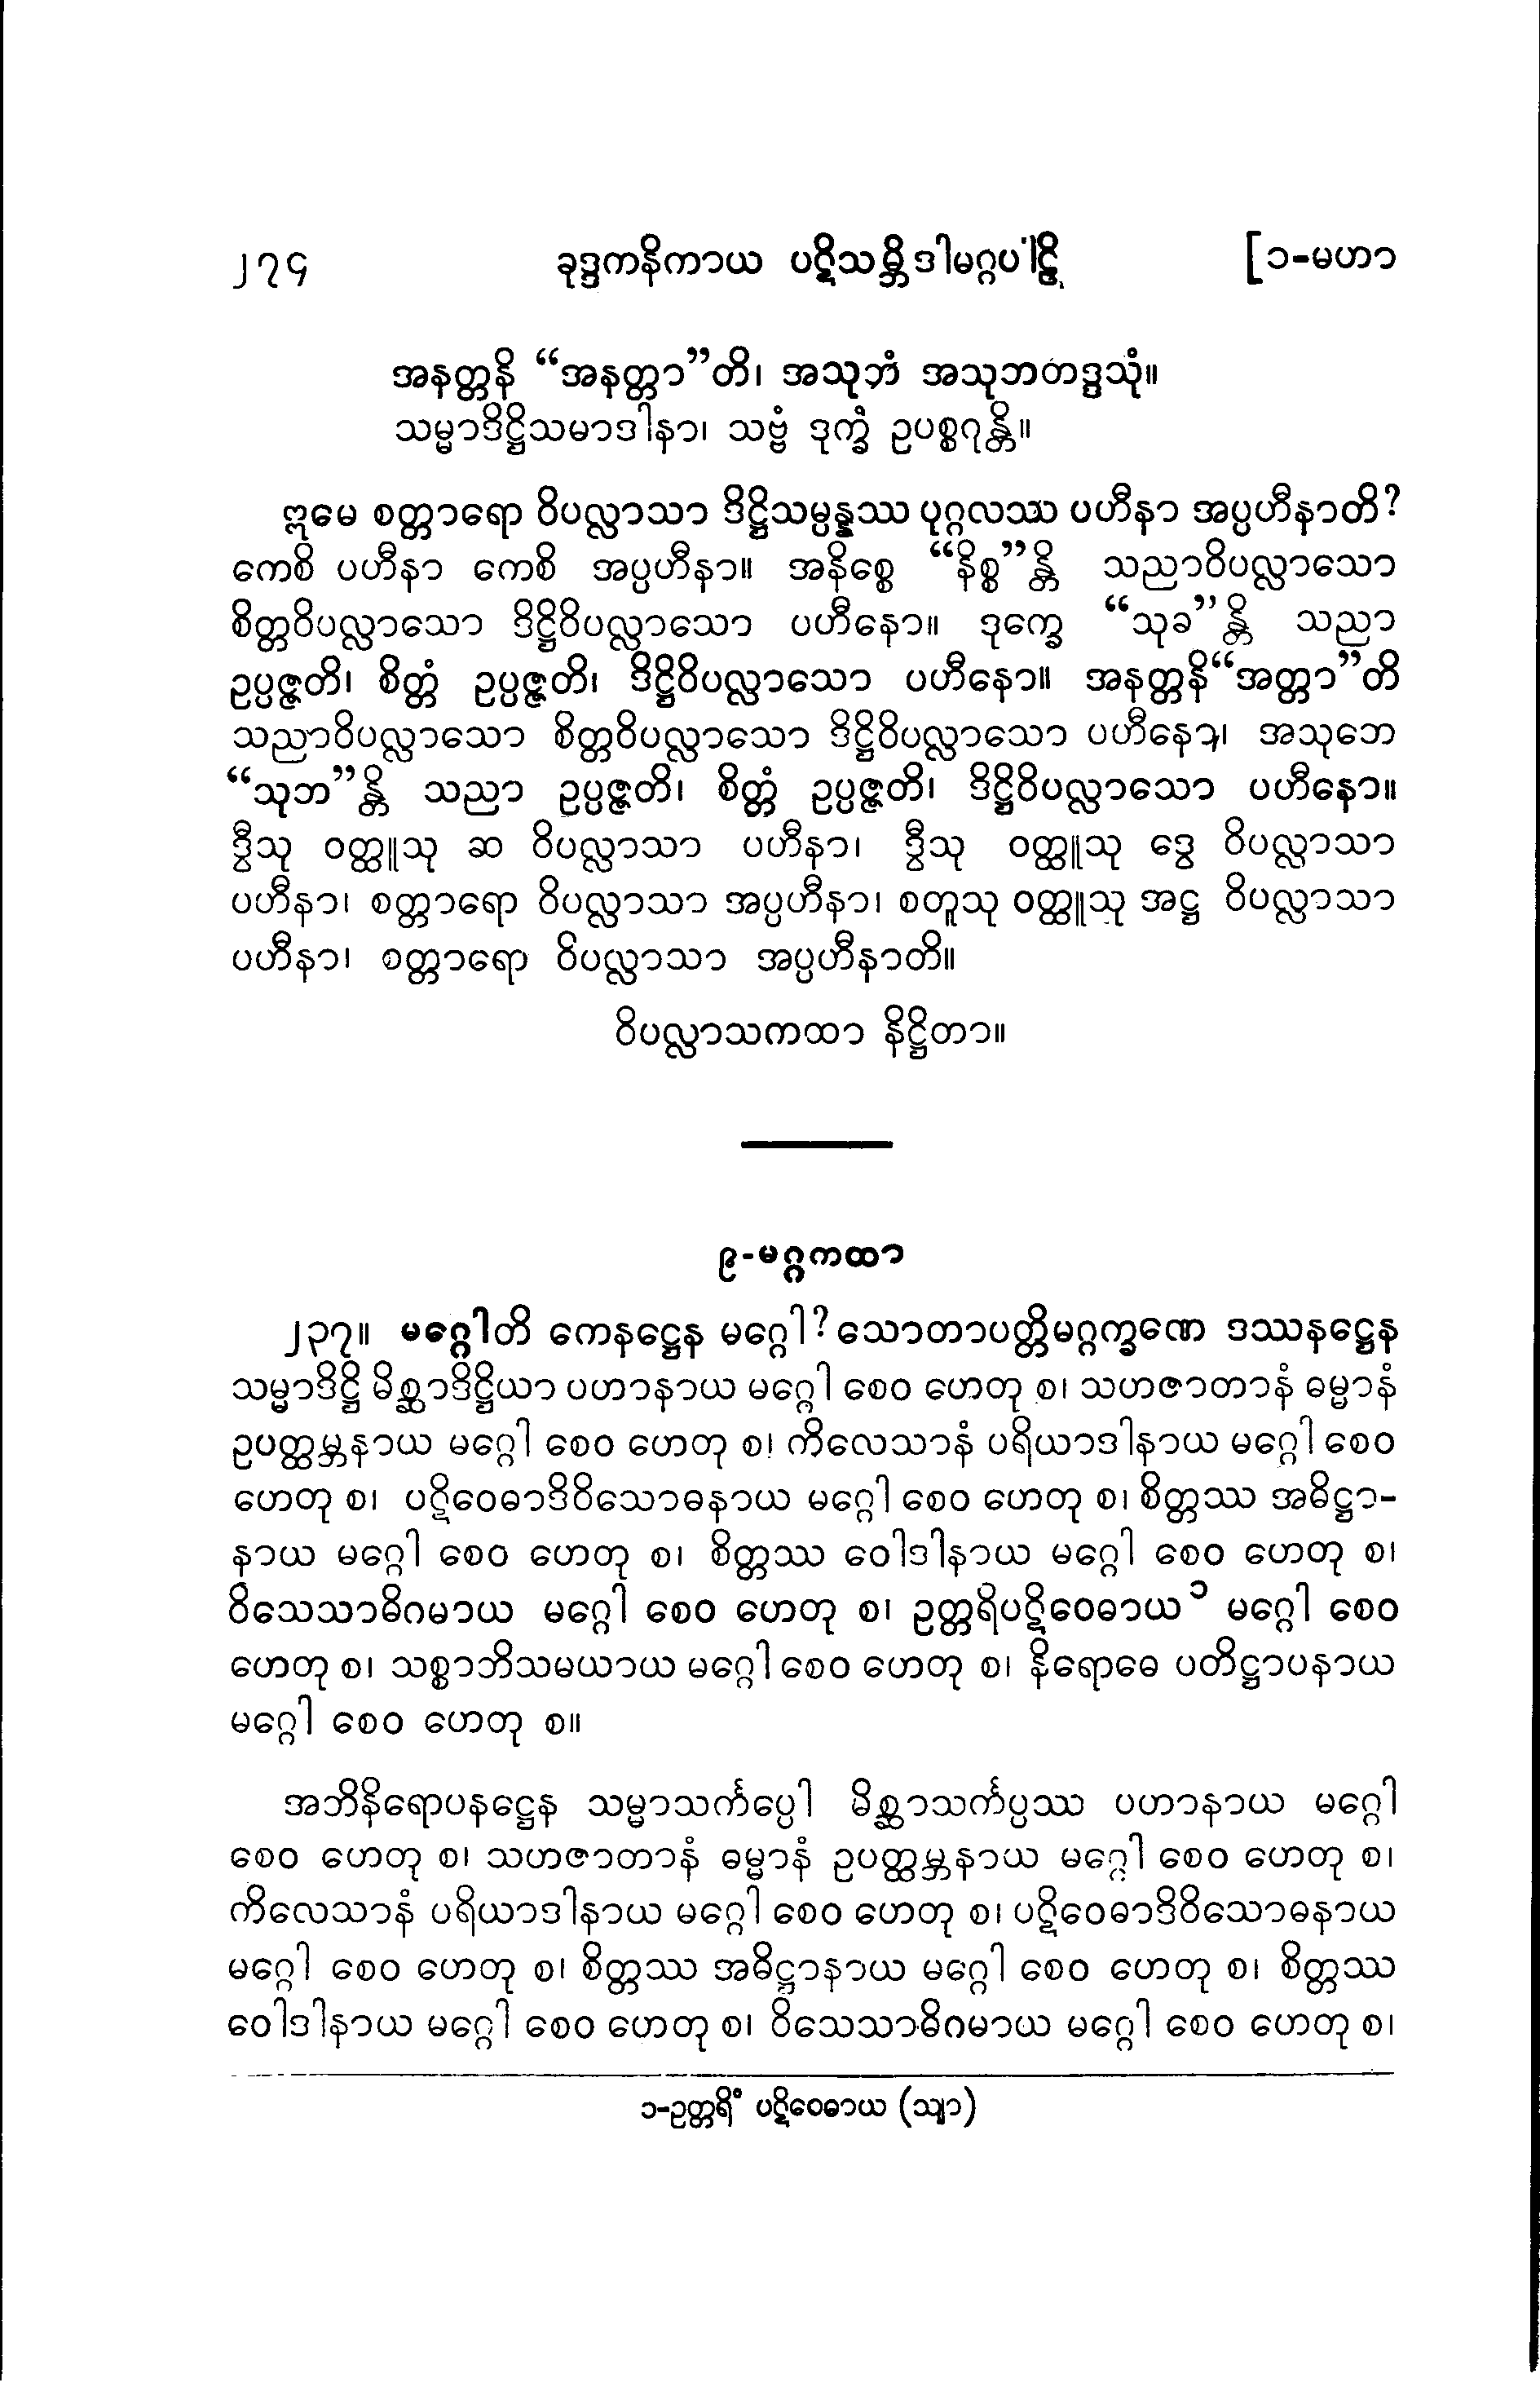 ၂၇၄ ခုဒ္ဒကနိကာယ ပဋိသမ္ဘိဒါမဂ္ဂပါဠိ [၁-မဟာ
အနတ္တနိ “အနတ္တာ”တိ၊ အသုဘံ အသုဘတဒ္ဒသုံ။
သမ္မာဒိဋ္ဌိသမာဒါနာ၊ သဗ္ဗံ ဒုက္ခံ ဥပစ္စဂုန္တိ။
ဣမေ စတ္တာရော ဝိပလ္လာသာ ဒိဋ္ဌိသမ္ပန္နဿ ပုဂ္ဂလဿ ပဟီနာ အပ္ပဟီနာတိ?
ကေစိ ပဟီနာ ကေစိ အပ္ပဟီနာ။ အနိစ္စေ “နိစ္စ”န္တိ သညာဝိပလ္လာသော
စိတ္တဝိပလ္လာသော ဒိဋ္ဌိဝိပလ္လာသော ပဟီနော။ ဒုက္ခေ “သုခ”န္တိ သညာ
ဥပ္ပဇ္ဇတိ၊ စိတ္တံ ဥပ္ပဇ္ဇတိ၊ ဒိဋ္ဌိဝိပလ္လာသော ပဟီနော။ အနတ္တနိ“အတ္တာ”တိ
သညာဝိပလ္လာသော စိတ္တဝိပလ္လာသော ဒိဋ္ဌိဝိပလ္လာသော ပဟီနော၊ အသုဘေ
“သုဘ”န္တိ သညာ ဥပ္ပဇ္ဇတိ၊ စိတ္တံ ဥပ္ပဇ္ဇတိ၊ ဒိဋ္ဌိဝိပလ္လာသော ပဟီနော။
ဒွီသု ဝတ္ထူသု ဆ ဝိပလ္လာသာ ပဟီနာ၊ ဒွီသု ဝတ္ထူသု ဒွေ ဝိပလ္လာသာ
ပဟီနာ၊ စတ္တာရော ဝိပလ္လာသာ အပ္ပဟီနာ၊ စတူသု ဝတ္ထူသု အဋ္ဌ ဝိပလ္လာသာ
ပဟီနာ၊ စတ္တာရော ဝိပလ္လာသာ အပ္ပဟီနာတိ။
ဝိပလ္လာသကထာ နိဋ္ဌိတာ။
၉-မဂ္ဂကထာ
၂၃၇။ မဂ္ဂေါတိ ကေနဋ္ဌေန မဂ္ဂေါ? သောတာပတ္တိမဂ္ဂက္ခဏေ ဒဿနဋ္ဌေန
သမ္မာဒိဋ္ဌိ မိစ္ဆာဒိဋ္ဌိယာ ပဟာနာယ မဂ္ဂေါ စေဝ ဟေတု စ၊ သဟဇာတာနံ ဓမ္မာနံ
ဥပတ္ထမ္ဘနာယ မဂ္ဂေါ စေဝ ဟေတု စ၊ ကိလေသာနံ ပရိယာဒါနာယ မဂ္ဂေါ စေဝ
ဟေတု စ၊ ပဋိဝေဓာဒိဝိသောဓနာယ မဂ္ဂေါ စေဝ ဟေတု စ၊ စိတ္တဿ အဓိဋ္ဌာ-
နာယ မဂ္ဂေါ စေဝ ဟေတု စ၊ စိတ္တဿ ဝေါဒါနာယ မဂ္ဂေါ စေဝ ဟေတု စ၊
ဝိသေသာဓိဂမာယ မဂ္ဂေါ စေဝ ဟေတု စ၊ ဥတ္တရိပဋိဝေဓာယ၁ မဂ္ဂေါ စေဝ
ဟေတု စ၊ သစ္စာဘိသမယာယ မဂ္ဂေါ စေဝ ဟေတု စ၊ နိရောဓေ ပတိဋ္ဌာပနာယ
မဂ္ဂေါ စေဝ ဟေတု စ။
အဘိနိရောပနဋ္ဌေန သမ္မာသင်္ကပ္ပေါ မိစ္ဆာသင်္ကပ္ပဿ ပဟာနာယ မဂ္ဂေါ
စေဝ ဟေတု စ၊ သဟဇာတာနံ ဓမ္မာနံ ဥပတ္ထမ္ဘနာယ မဂ္ဂေါ စေဝ ဟေတု စ၊
ကိလေသာနံ ပရိယာဒါနာယ မဂ္ဂေါ စေဝ ဟေတု စ၊ ပဋိဝေဓာဒိဝိသောဓနာယ
မဂ္ဂေါ စေဝ ဟေတု စ၊ စိတ္တဿ အဓိဋ္ဌာနာယ မဂ္ဂေါ စေဝ ဟေတု စ၊ စိတ္တဿ
ဝေါဒါနာယ မဂ္ဂေါ စေဝ ဟေတု စ၊ ဝိသေသာဓိဂမာယ မဂ္ဂေါ စေဝ ဟေတု စ၊
၁-ဥတ္တရိံ ပဋိဝေဓာယ (သျာ)